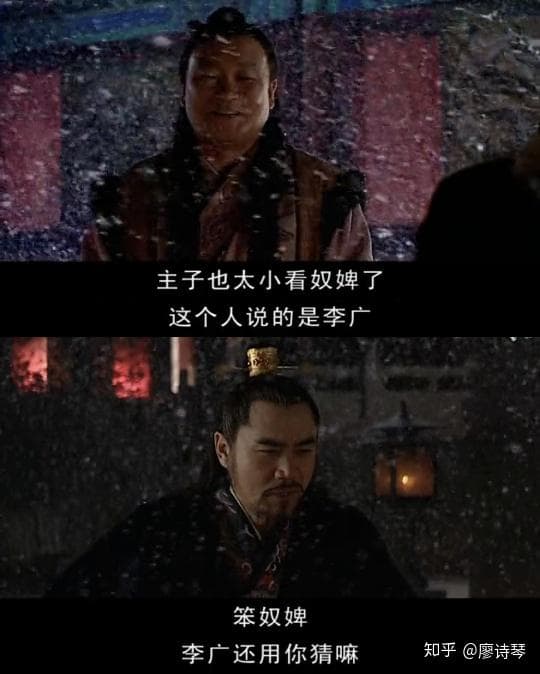 主子也太小看奴婢了
这个人说的是李广
笨奴婢
李广还用你猜嘛
知乎 @廖诗琴